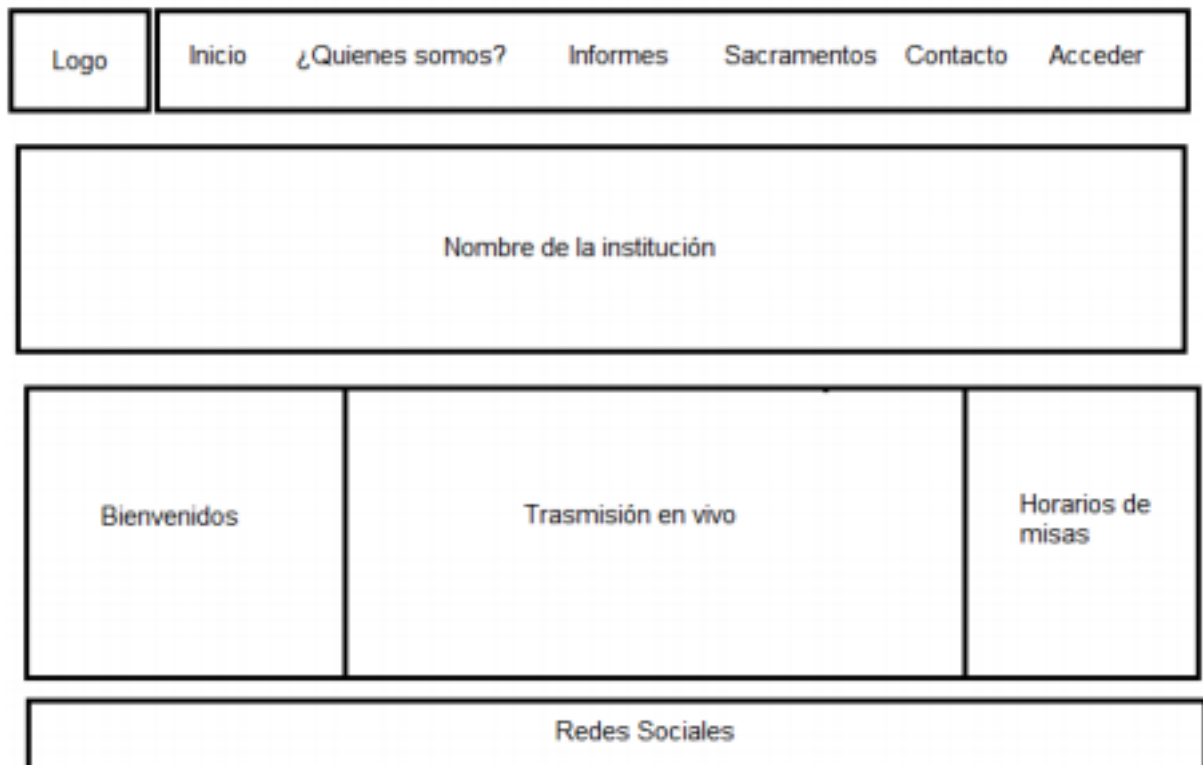 Logo
Inicio ¿Quienes somos? Informes Sacramentos Contacto Acceder
Nombre de la institución
Bienvenidos
Trasmisión en vivo
Horarios de
misas
Redes Sociales